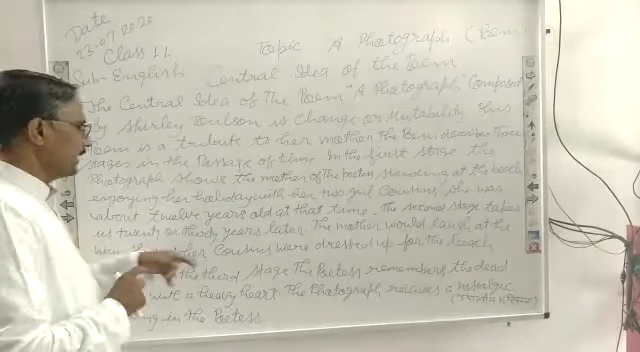 Date
23-07-2020
Class 11
Topic A Photograph (Poem
Sub-English Central Idea of the Poem
The Central Idea of The Poem "A Photograph" Composed
by Shirley Toulson is Change or Mutability This
Poem is a tribute to her mother The Poem describes Three
stages in the Passage of time In the first stage the
Photograph shows the mother of The poetess standing at the beach
enjoying her holiday with her two girl Cousins, She was
about twelve years old at that time. The second stage takes
us twenty or thirty years later. The mother would laugh at the
her Cousins were dressed up for the beach
the third stage The Poetess remembers the dead
with a heavy heart The Photograph revives a nostalgic
in the Poetess.